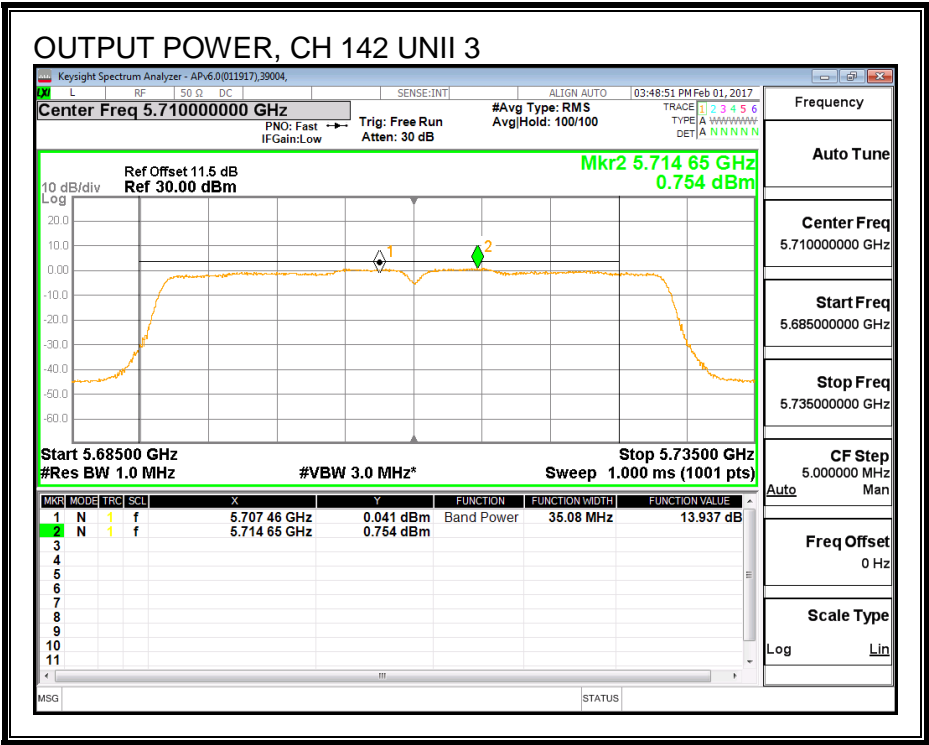 OUTPUT POWER, CH 142 UNII 3
Keysight Spectrum Analyzer - APv6.0(011917),39004,
LXI L RF 50 Ω DC SENSE:INT ALIGN AUTO 03:48:51 PM Feb 01, 2017
Center Freq 5.710000000 GHz
PNO: Fast
IFGain:Low
Trig: Free Run
Atten: 30 dB
#Avg Type: RMS
Avg|Hold: 100/100
TRACE 1 2 3 4 5 6
TYPE A WWWWW
DET A N N N N N
Ref Offset 11.5 dB
10 dB/div Ref 30.00 dBm
Log
Mkr2 5.714 65 GHz
0.754 dBm
20.0
10.0
0.00
-10.0
-20.0
-30.0
-40.0
-50.0
-60.0
1
2
Start 5.68500 GHz Stop 5.73500 GHz
#Res BW 1.0 MHz #VBW 3.0 MHz* Sweep 1.000 ms (1001 pts)
MKR MODE TRC SCL X Y FUNCTION FUNCTION WIDTH FUNCTION VALUE
1 N 1 f 5.707 46 GHz 0.041 dBm Band Power 35.08 MHz 13.937 dB
2 N 1 f 5.714 65 GHz 0.754 dBm
3
4
5
6
7
8
9
10
11
MSG STATUS
Frequency
Auto Tune
Center Freq
5.710000000 GHz
Start Freq
5.685000000 GHz
Stop Freq
5.735000000 GHz
CF Step
5.000000 MHz
Auto Man
Freq Offset
0 Hz
Scale Type
Log Lin